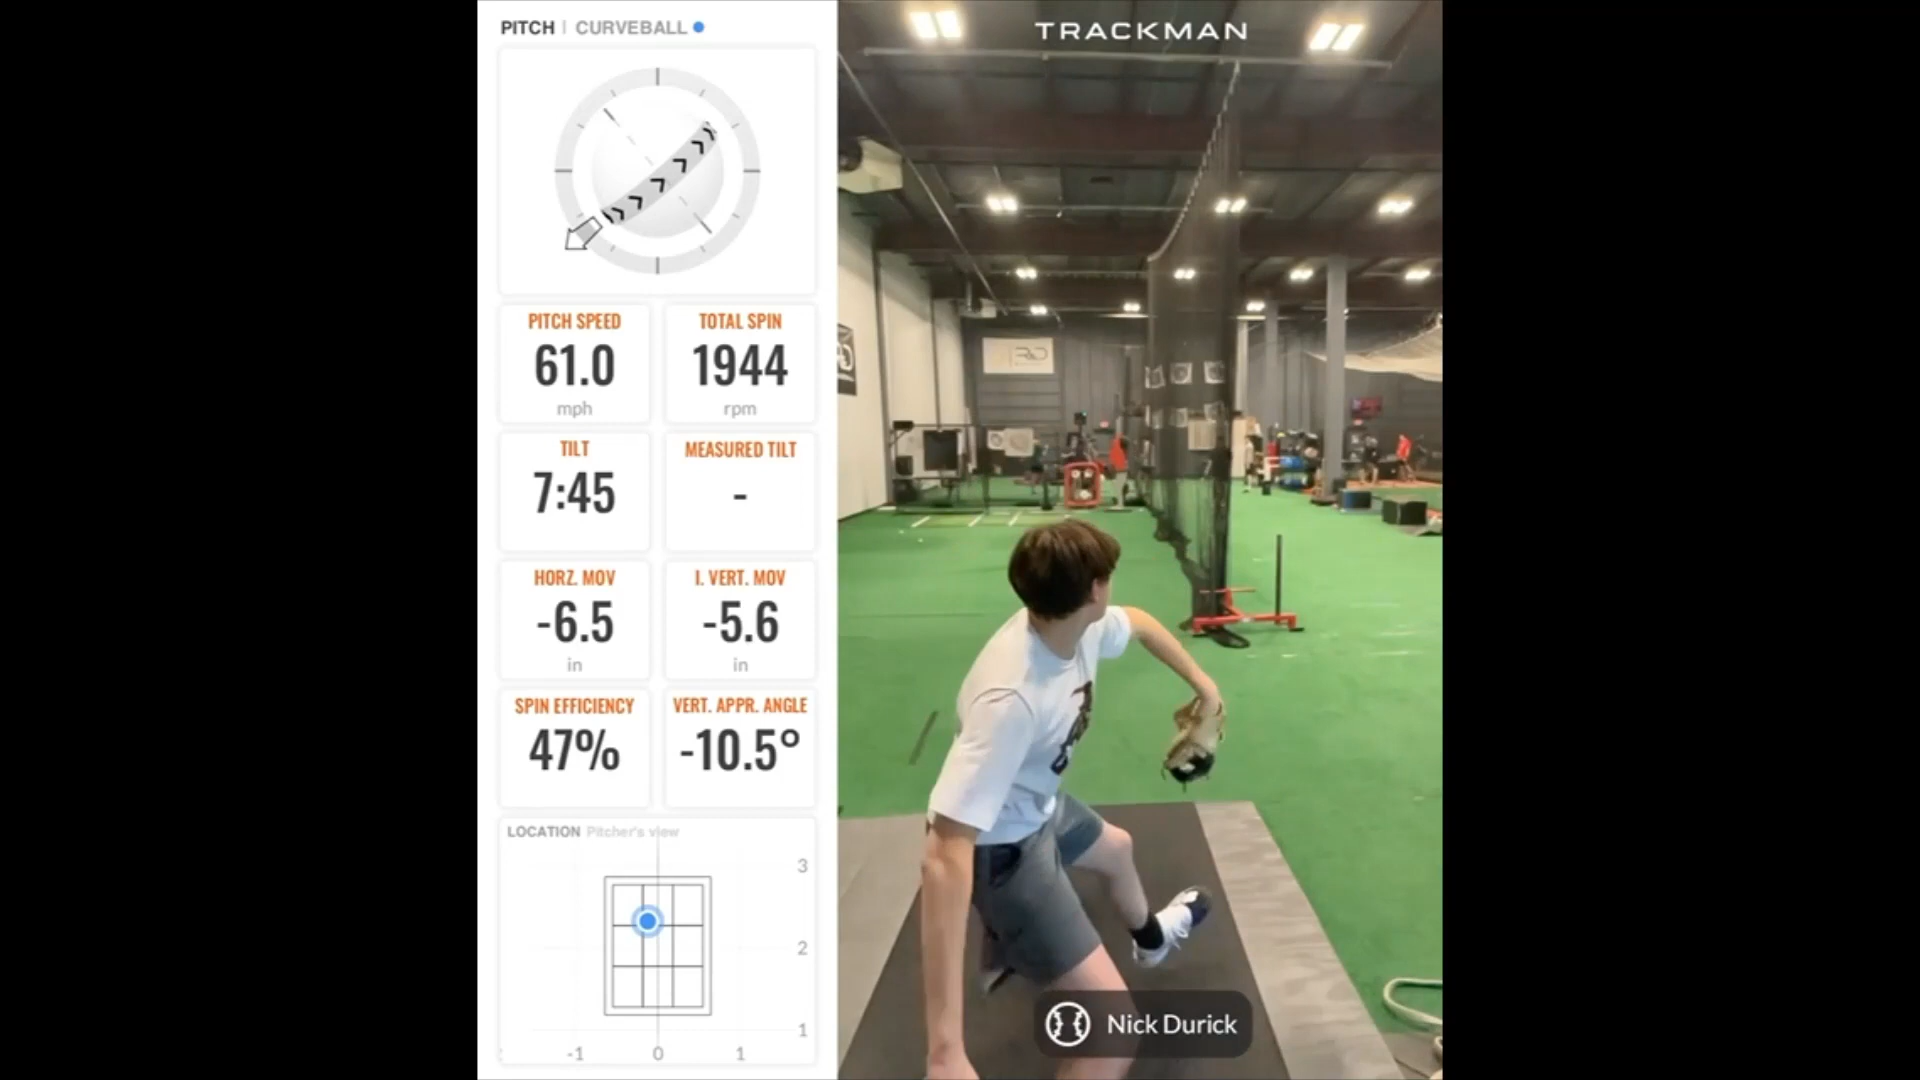 PITCH | CURVEBALL
TRACKMAN
PITCH SPEED
61.0
mph
TOTAL SPIN
1944
rpm
TILT
7:45
MEASURED TILT
-
HORZ. MOV
-6.5
in
I. VERT. MOV
-5.6
in
SPIN EFFICIENCY
47%
VERT. APPR. ANGLE
-10.5°
LOCATION Pitcher's view
3
2
1
-1 0 1
R&D
Nick Durick